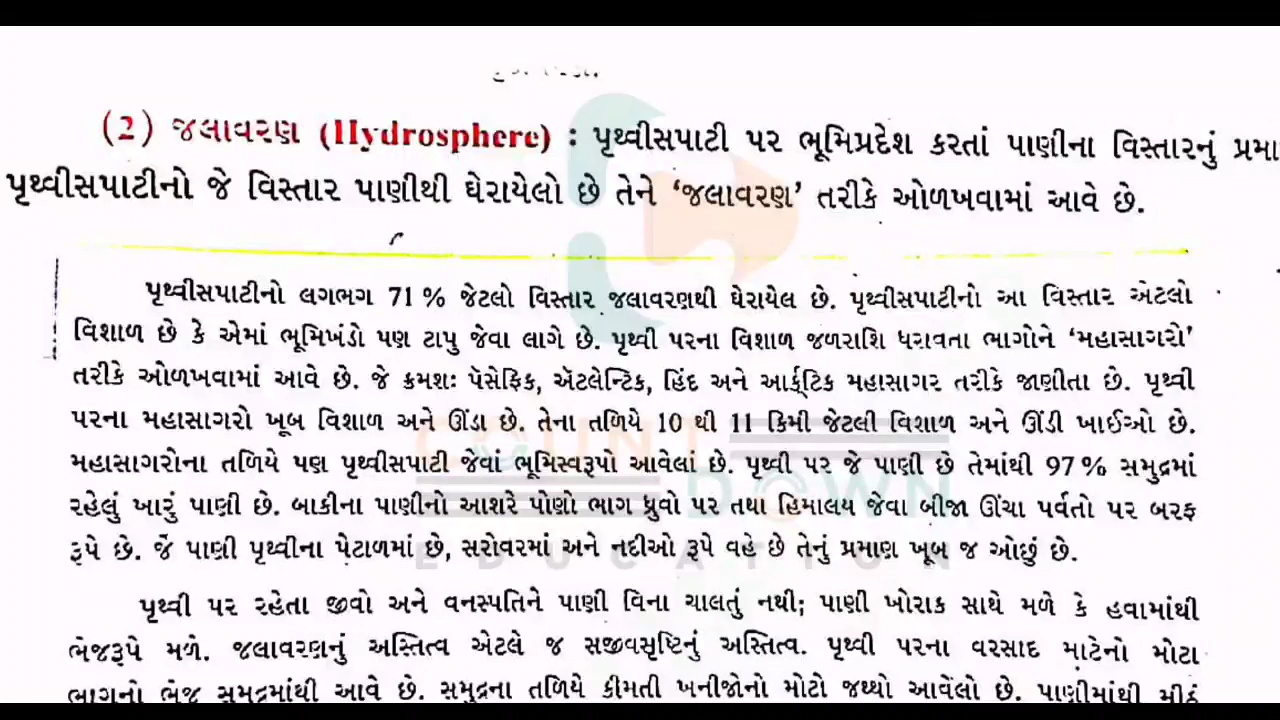 (2) જલાવરણ (Hydrosphere) : પૃથ્વીસપાટી પર ભૂમિપ્રદેશ કરતાં પાણીના વિસ્તારનું પ્રમા
પૃથ્વીસપાટીનો જે વિસ્તાર પાણીથી ઘેરાયેલો છે તેને ‘જલાવરણ’ તરીકે ઓળખવામાં આવે છે.
પૃથ્વીસપાટીનો લગભગ 71% જેટલો વિસ્તાર જલાવરણથી ઘેરાયેલ છે. પૃથ્વીસપાટીનો આ વિસ્તાર એટલો
વિશાળ છે કે એમાં ભૂમિખંડો પણ ટાપુ જેવા લાગે છે. પૃથ્વી પરના વિશાળ જળરાશિ ધરાવતા ભાગોને ‘મહાસાગરો’
તરીકે ઓળખવામાં આવે છે. જે ક્રમશઃ પૅસેફિક, ઍટલેન્ટિક, હિંદ અને આર્ક્ટિક મહાસાગર તરીકે જાણીતા છે. પૃથ્વી
પરના મહાસાગરો ખૂબ વિશાળ અને ઊંડા છે. તેના તળિયે 10 થી 11 કિમી જેટલી વિશાળ અને ઊંડી ખાઈઓ છે.
મહાસાગરોના તળિયે પણ પૃથ્વીસપાટી જેવાં ભૂમિસ્વરૂપો આવેલાં છે. પૃથ્વી પર જે પાણી છે તેમાંથી 97% સમુદ્રમાં
રહેલું ખારું પાણી છે. બાકીના પાણીનો આશરે પોણો ભાગ ધ્રુવો પર તથા હિમાલય જેવા બીજા ઊંચા પર્વતો પર બરફ
રૂપે છે. જે પાણી પૃથ્વીના પેટાળમાં છે, સરોવરમાં અને નદીઓ રૂપે વહે છે તેનું પ્રમાણ ખૂબ જ ઓછું છે.
COUNT
DOWN
EDUCATION
પૃથ્વી પર રહેતા જીવો અને વનસ્પતિને પાણી વિના ચાલતું નથી; પાણી ખોરાક સાથે મળે કે હવામાંથી
ભેજરૂપે મળે. જલાવરણનું અસ્તિત્વ એટલે જ સજીવસૃષ્ટિનું અસ્તિત્વ. પૃથ્વી પરના વરસાદ માટેનો મોટા
ભાગનો ભેજ સમુદ્રમાંથી આવે છે. સમુદ્રના તળિયે કીમતી ખનીજોનો મોટો જથ્થો આવેલો છે. પાણીમાંથી મીઠું